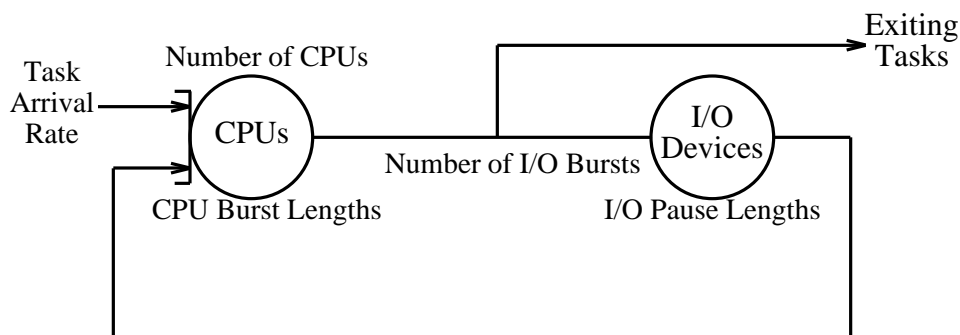 Number of CPUs
Task
Arrival
Rate
CPUs
CPU Burst Lengths
Number of I/O Bursts
I/O
Devices
I/O Pause Lengths
Exiting
Tasks